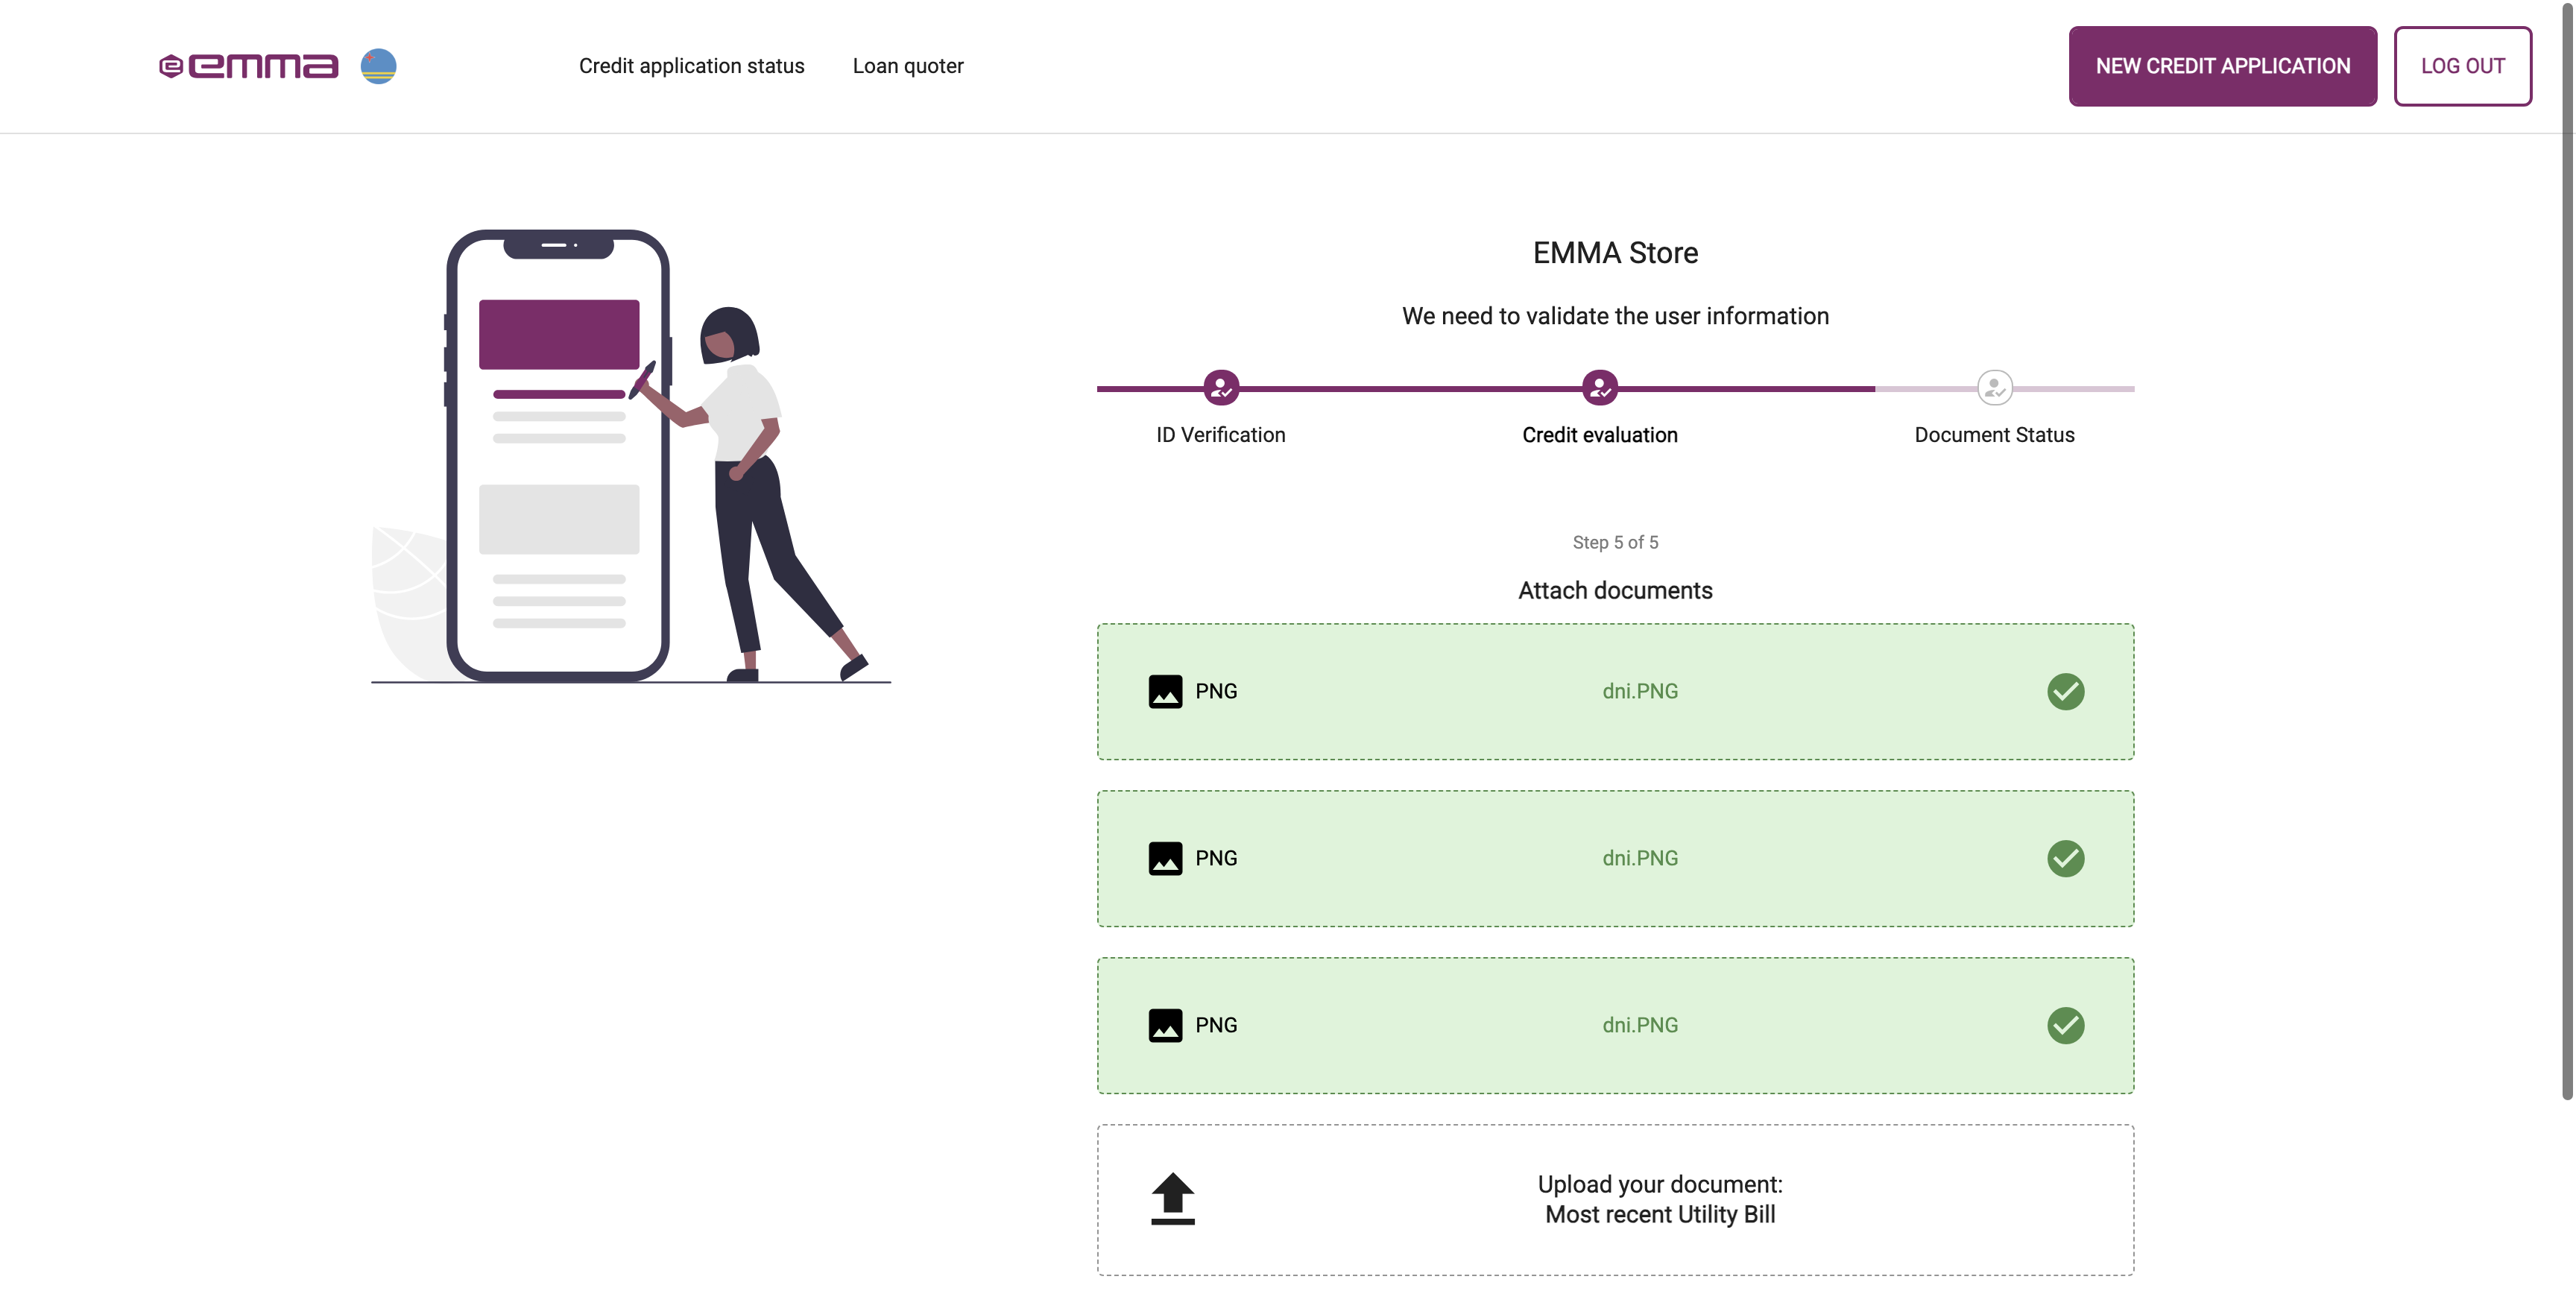 emma
Credit application status
Loan quoter
NEW CREDIT APPLICATION
LOG OUT
EMMA Store
We need to validate the user information
ID Verification
Credit evaluation
Document Status
Step 5 of 5
Attach documents
PNG
dni.PNG
PNG
dni.PNG
PNG
dni.PNG
Upload your document:
Most recent Utility Bill